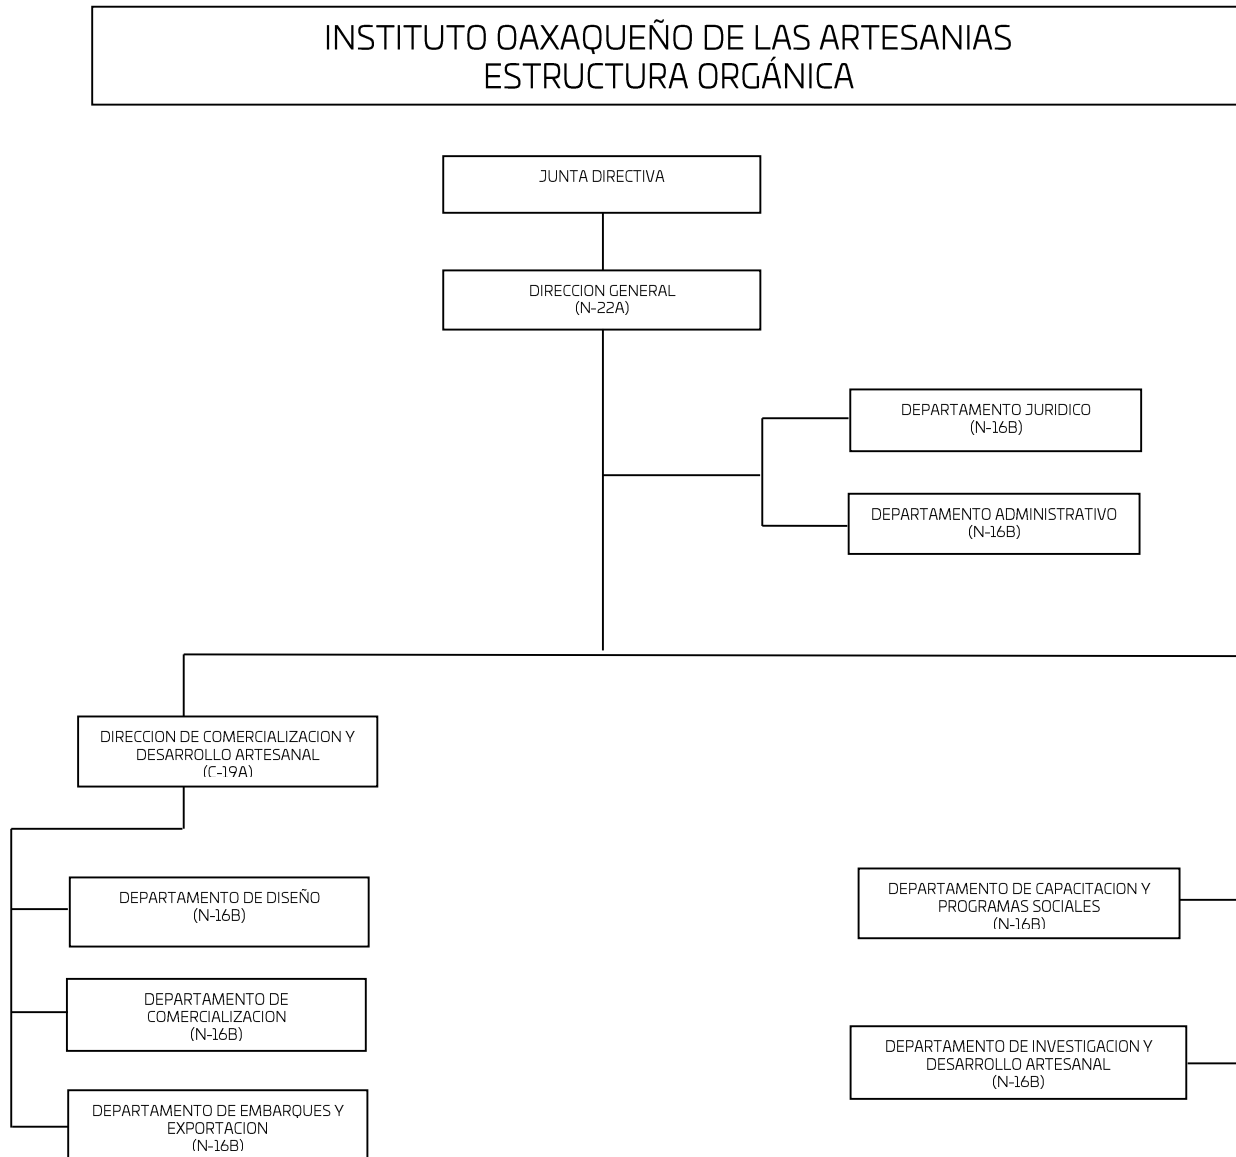 INSTITUTO OAXAQUEÑO DE LAS ARTESANIAS
ESTRUCTURA ORGÁNICA
JUNTA DIRECTIVA
DIRECCION GENERAL
(N-22A)
DEPARTAMENTO JURIDICO
(N-16B)
DEPARTAMENTO ADMINISTRATIVO
(N-16B)
DIRECCION DE COMERCIALIZACION Y
DESARROLLO ARTESANAL
(C-19A)
DEPARTAMENTO DE DISEÑO
(N-16B)
DEPARTAMENTO DE
COMERCIALIZACION
(N-16B)
DEPARTAMENTO DE EMBARQUES Y
EXPORTACION
(N-16B)
DEPARTAMENTO DE CAPACITACION Y
PROGRAMAS SOCIALES
(N-16B)
DEPARTAMENTO DE INVESTIGACION Y
DESARROLLO ARTESANAL
(N-16B)